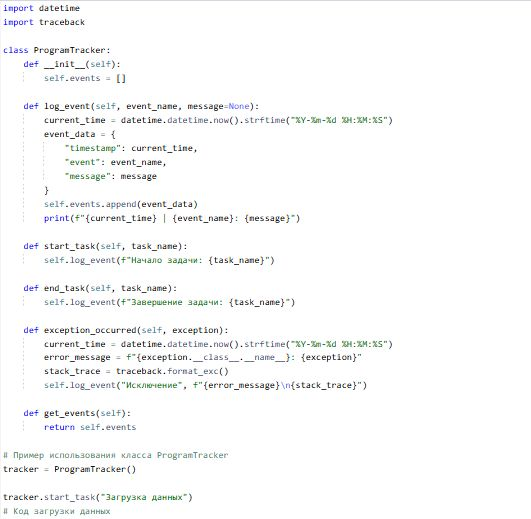 import datetime
import traceback
class ProgramTracker:
    def __init__(self):
        self.events = []
    def log_event(self, event_name, message=None):
        current_time = datetime.datetime.now().strftime("%Y-%m-%d %H:%M:%S")
        event_data = {
            "timestamp": current_time,
            "event": event_name,
            "message": message
        }
        self.events.append(event_data)
        print(f"{current_time} | {event_name}: {message}")
    def start_task(self, task_name):
        self.log_event(f"Начало задачи: {task_name}")
    def end_task(self, task_name):
        self.log_event(f"Завершение задачи: {task_name}")
    def exception_occurred(self, exception):
        current_time = datetime.datetime.now().strftime("%Y-%m-%d %H:%M:%S")
        error_message = f"{exception.__class__.__name__}: {exception}"
        stack_trace = traceback.format_exc()
        self.log_event("Исключение", f"{error_message}\n{stack_trace}")
    def get_events(self):
        return self.events
# Пример использования класса ProgramTracker
tracker = ProgramTracker()
tracker.start_task("Загрузка данных")
# Код загрузки данных